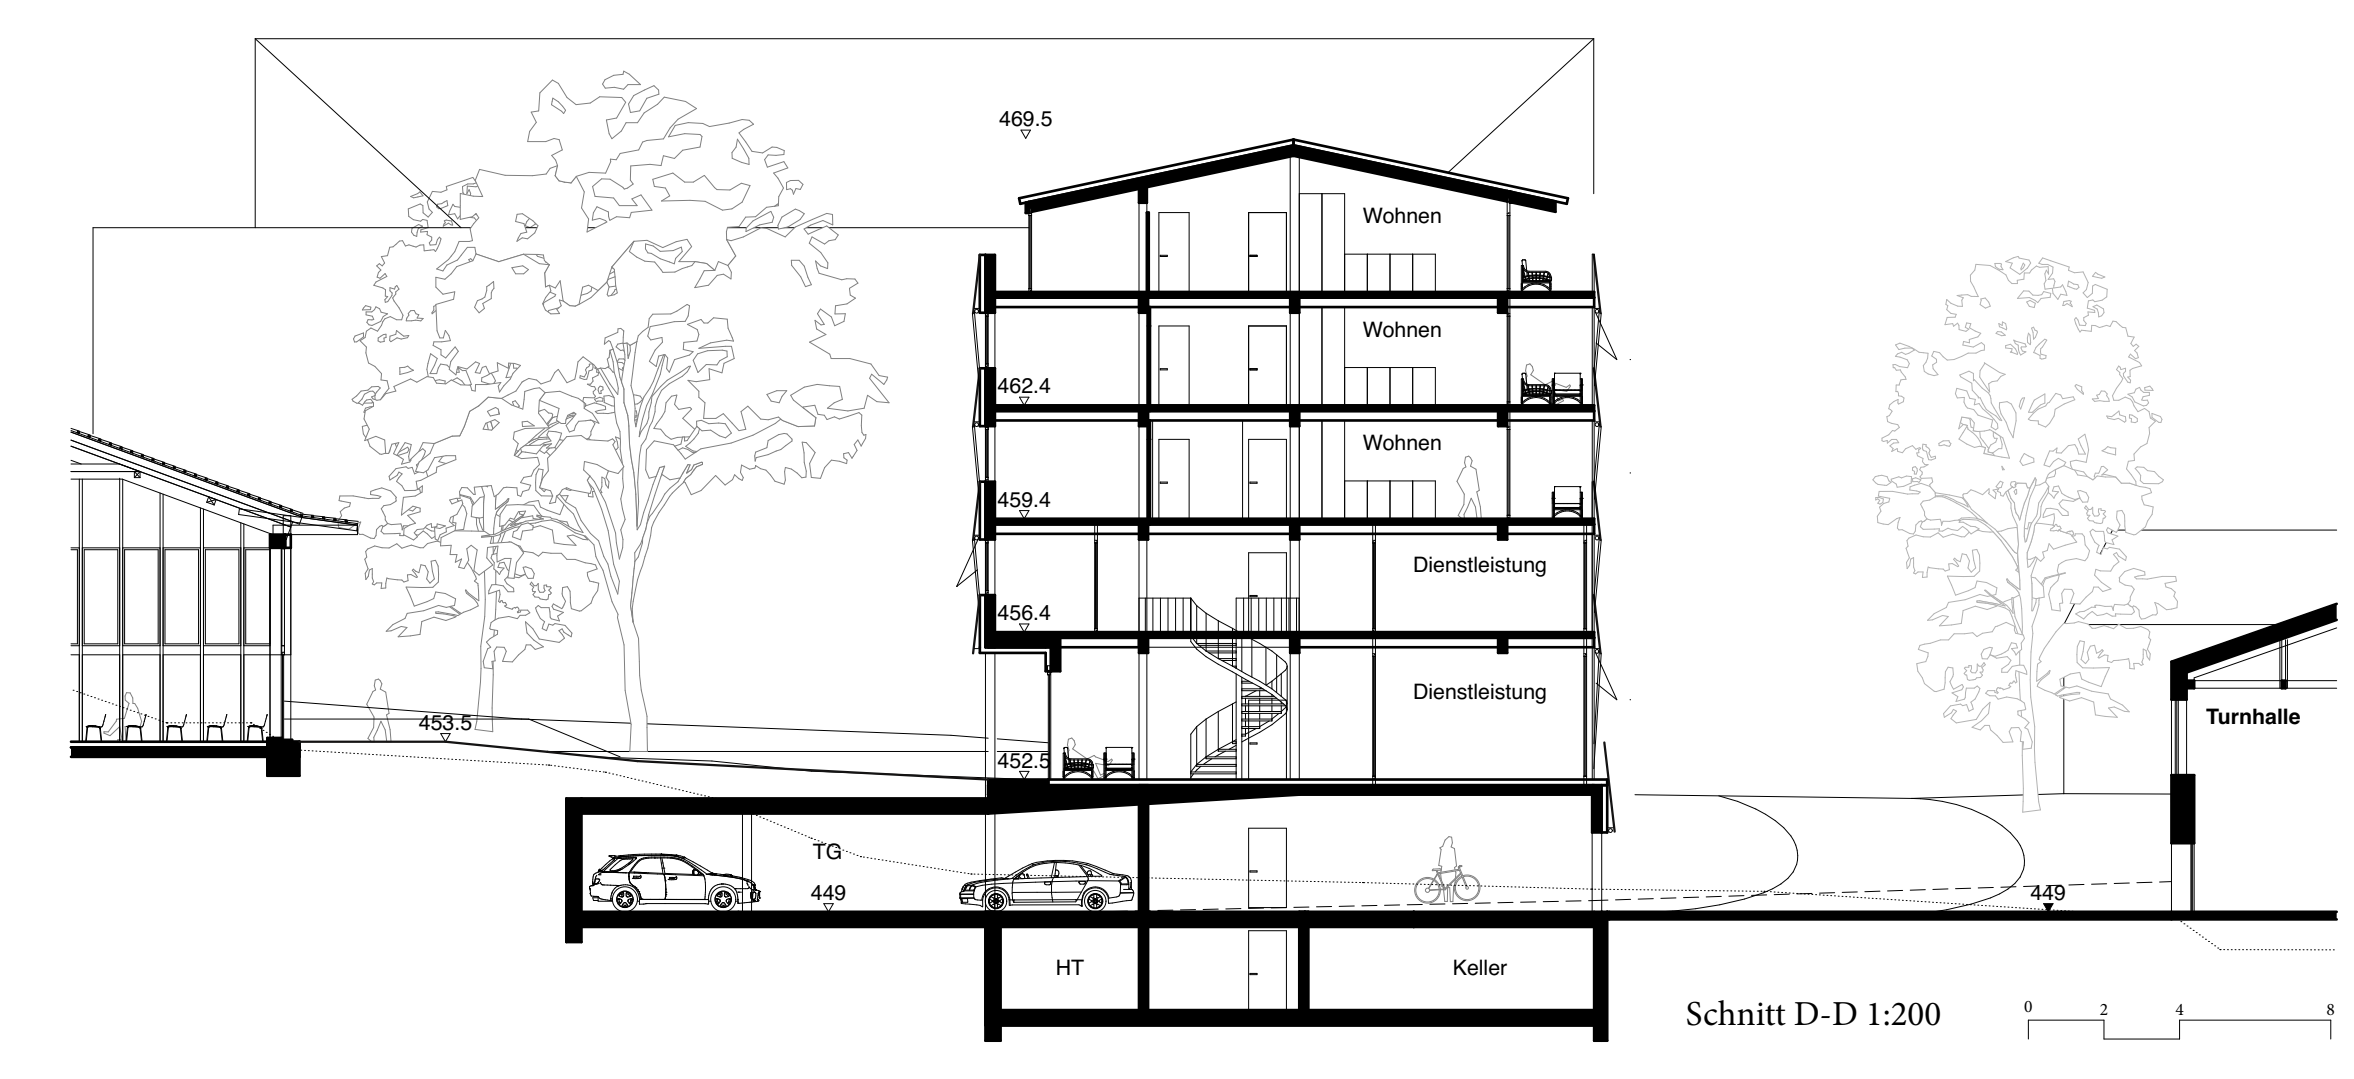 469.5
Wohnen
Wohnen
462.4
Wohnen
459.4
Dienstleistung
456.4
Dienstleistung
Turnhalle
453.5
452.5
TG
449
449
HT
Keller
Schnitt D-D 1:200
0 2 4 8